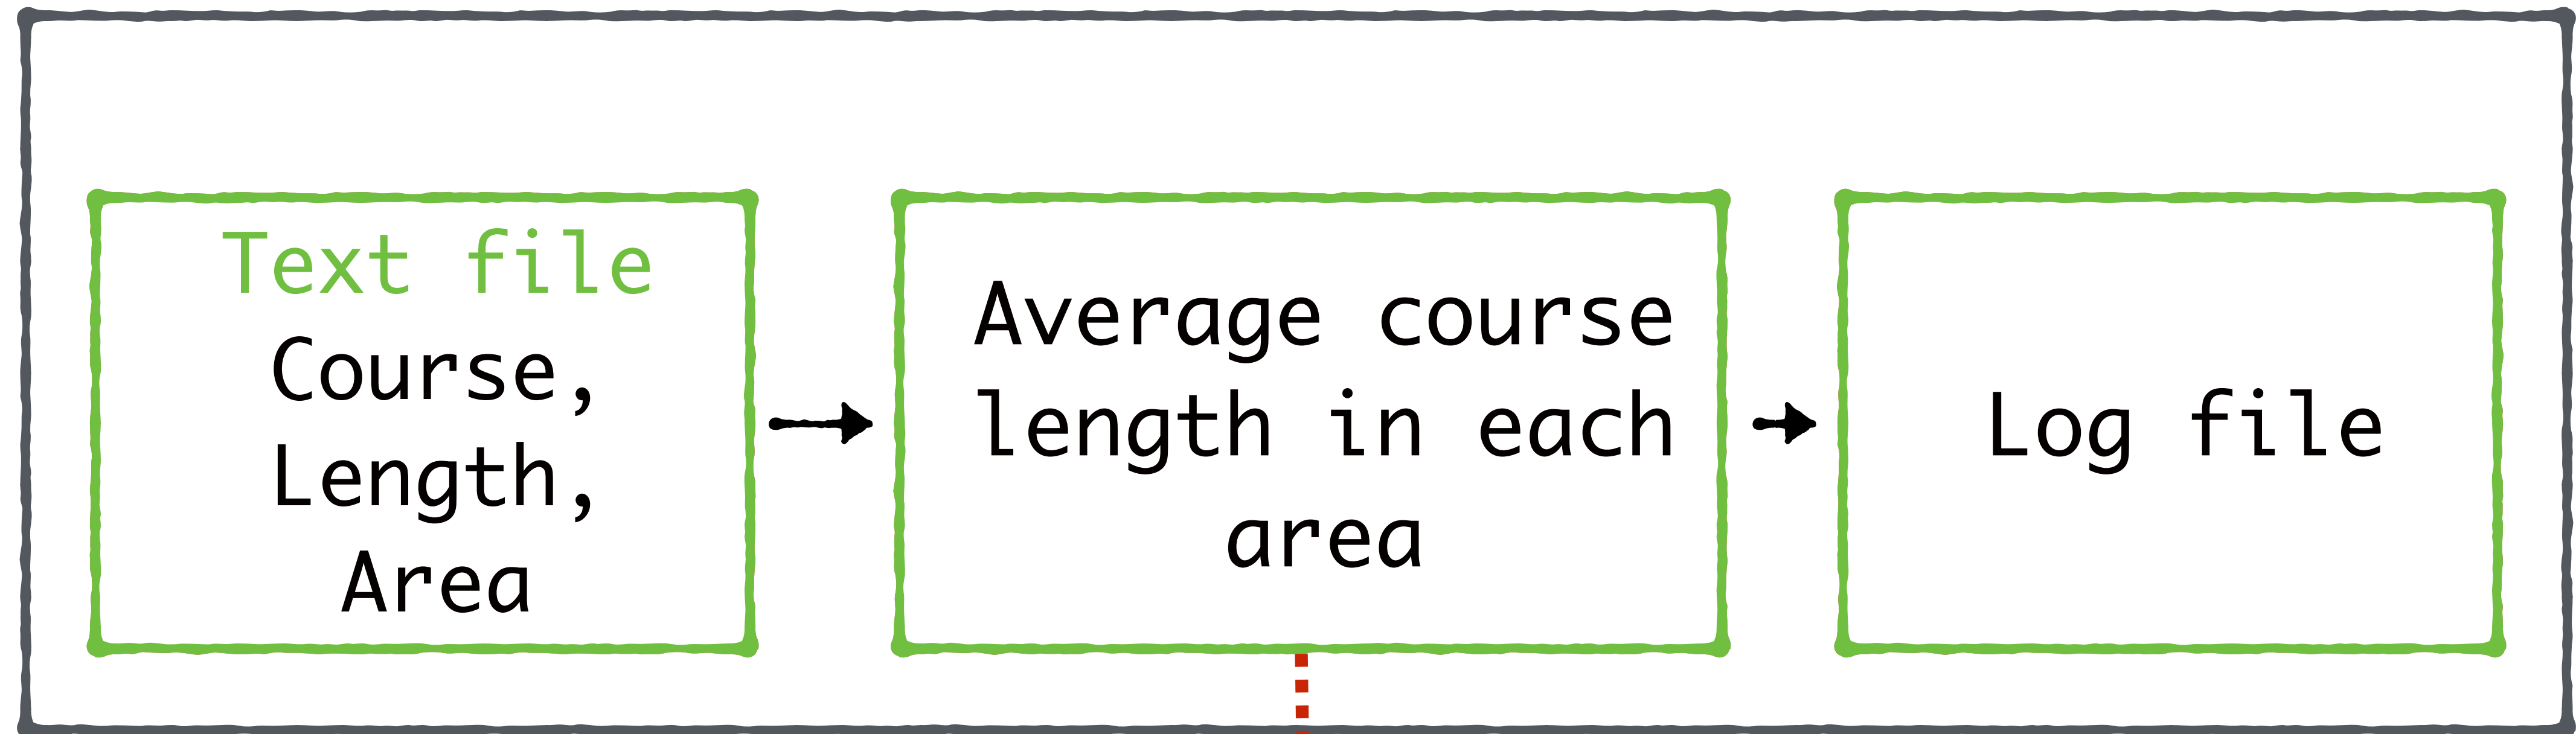 Text file
Course,
Length,
Area
Average course
length in each
area
Log file